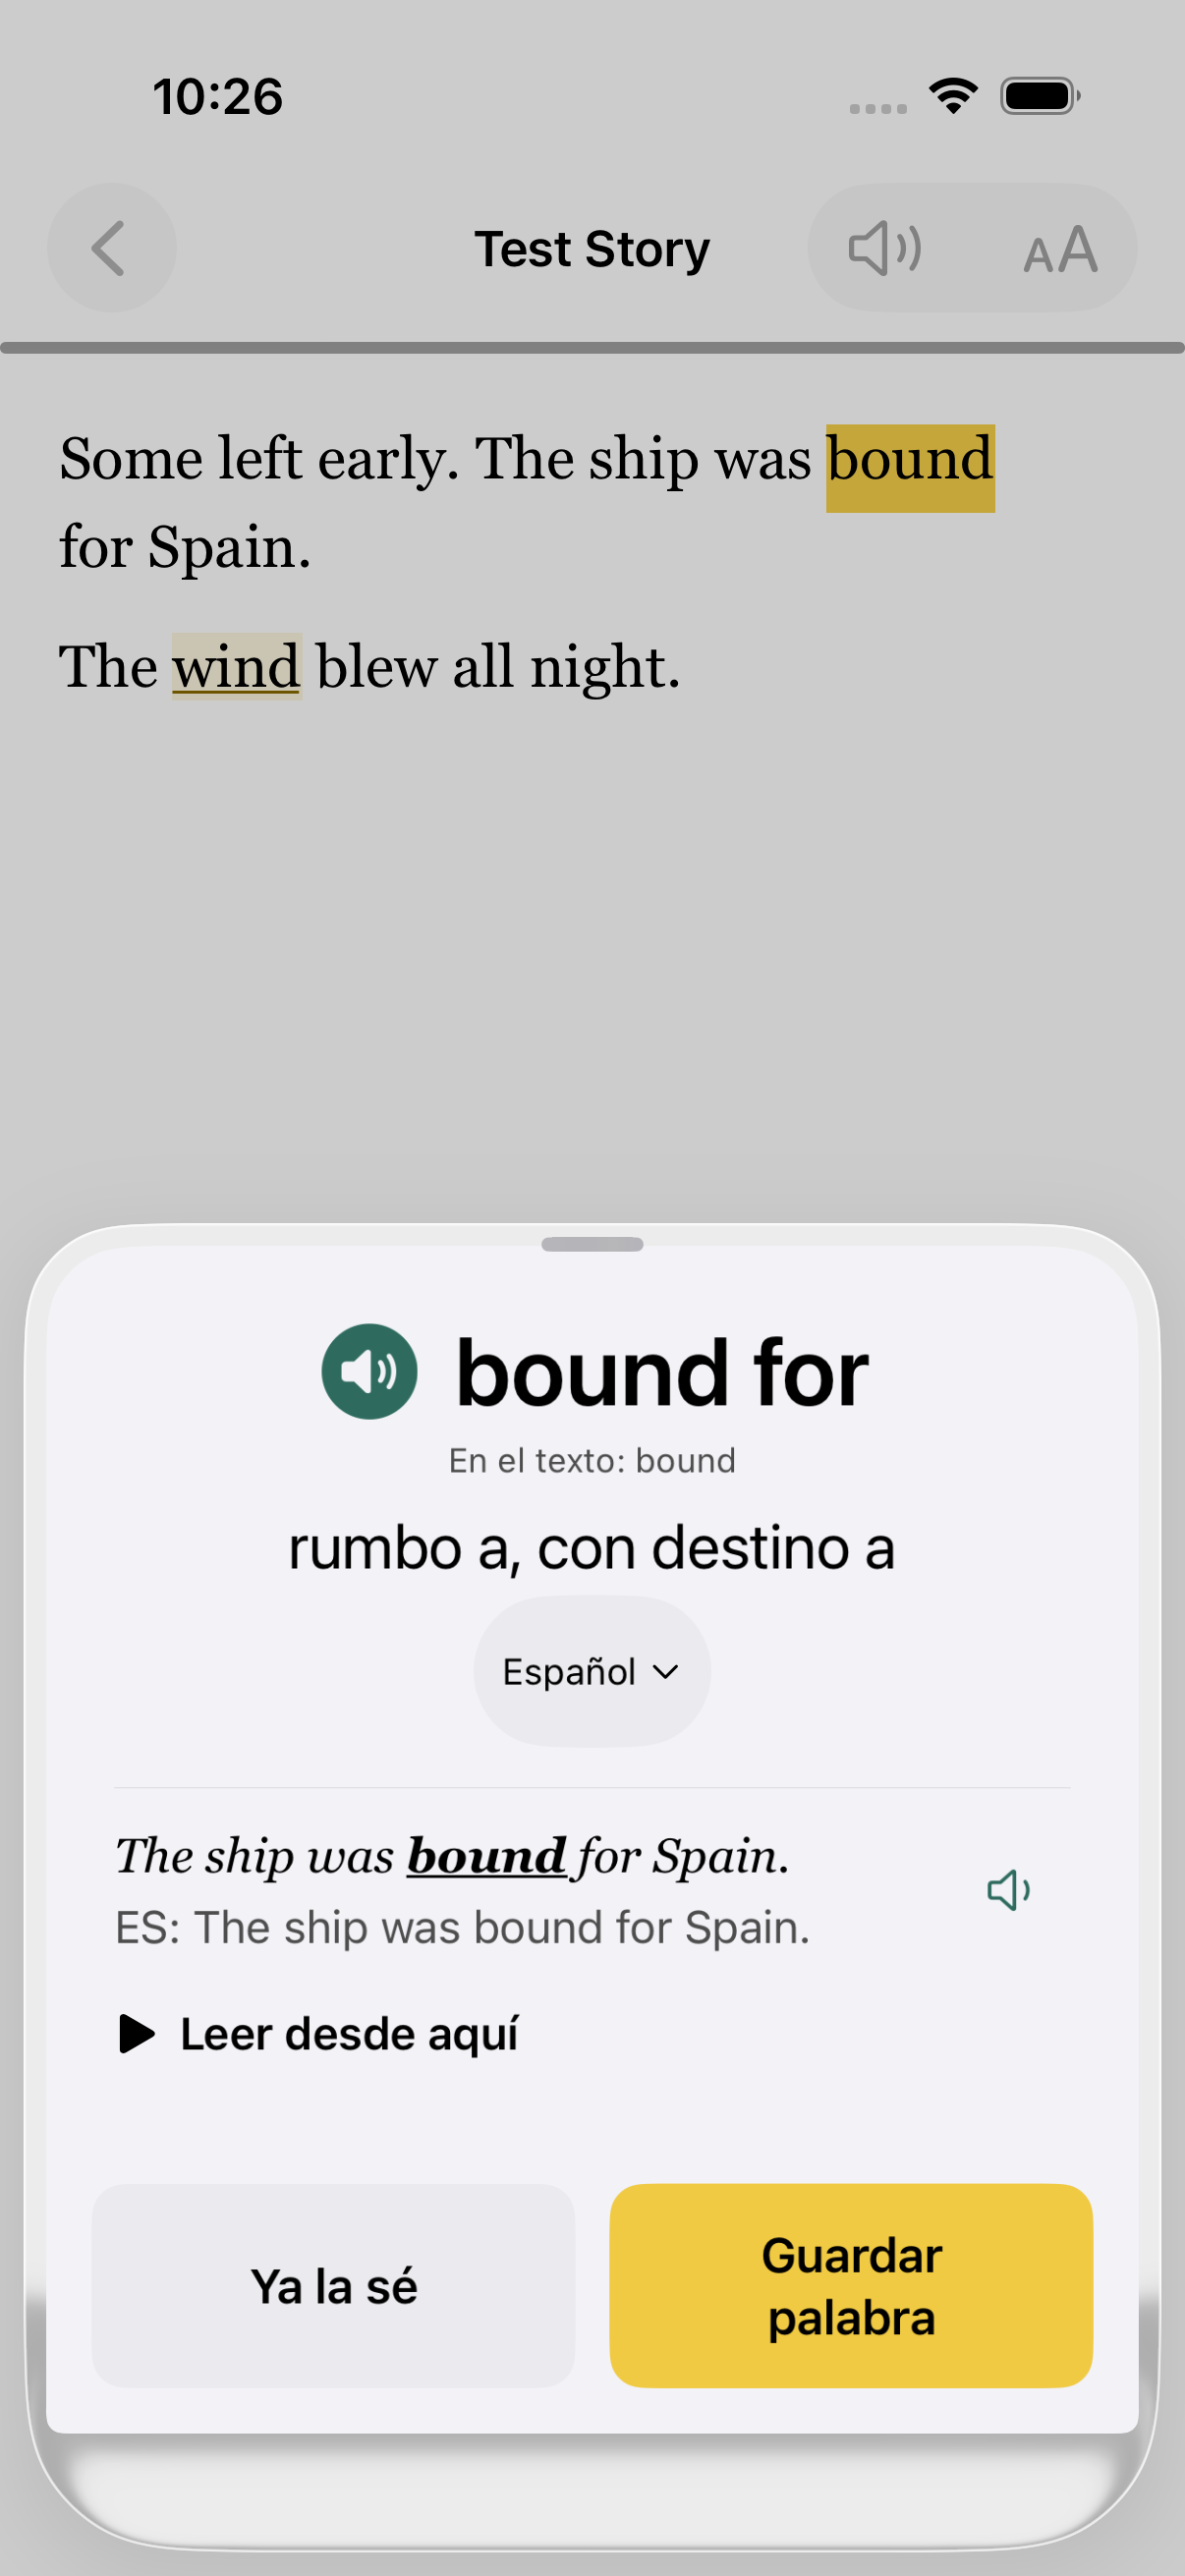 10:26
Test Story
AA
Some left early. The ship was bound
for Spain.
The wind blew all night.
bound for
En el texto: bound
rumbo a, con destino a
Español
The ship was bound for Spain.
ES: The ship was bound for Spain.
Leer desde aquí
Ya la sé
Guardar
palabra